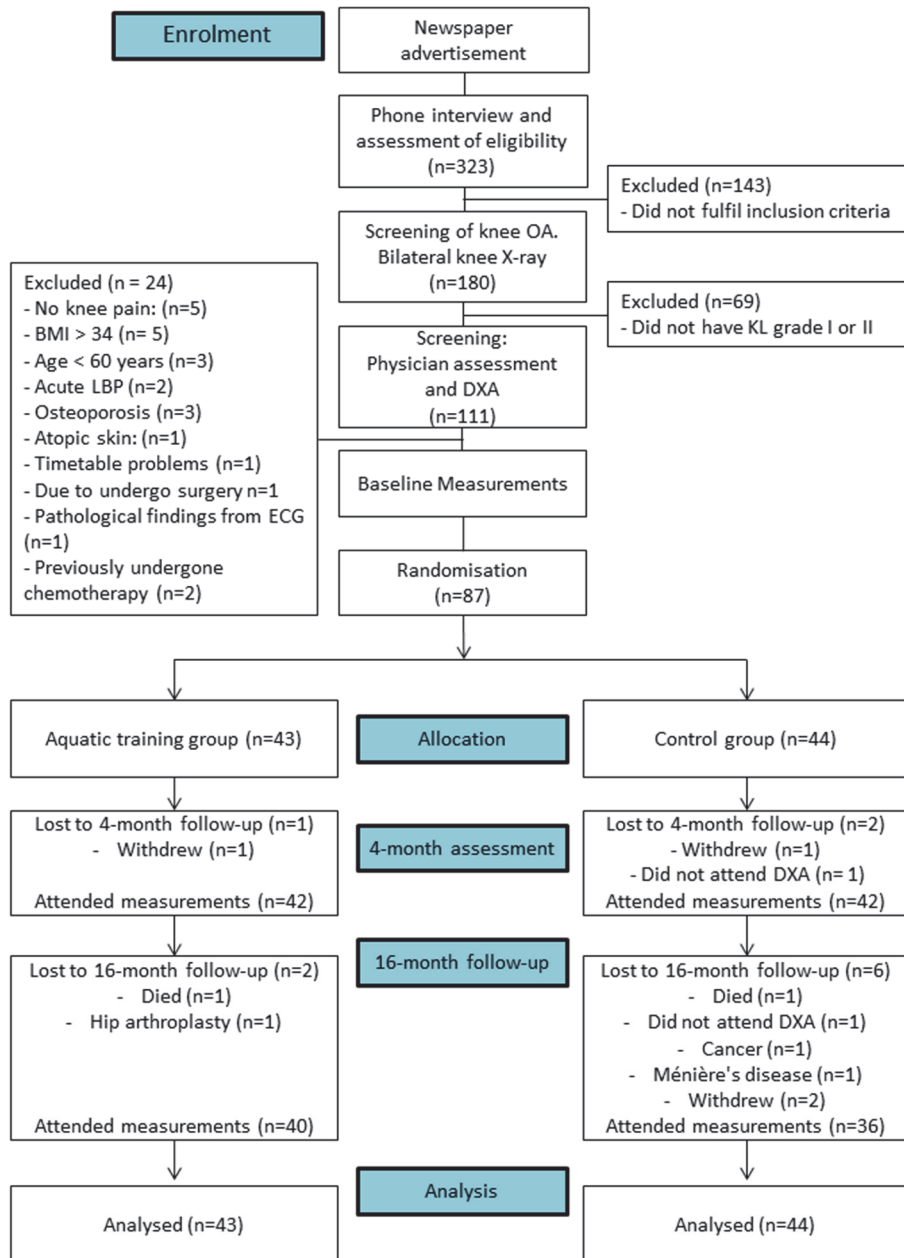 Enrolment
Newspaper
advertisement
Phone interview and
assessment of eligibility
(n=323)
Excluded (n=143)
- Did not fulfil inclusion criteria
Screening of knee OA.
Bilateral knee X-ray
(n=180)
Excluded (n=69)
- Did not have KL grade I or II
Screening:
Physician assessment
and DXA
(n=111)
Excluded (n = 24)
- No knee pain: (n=5)
- BMI > 34 (n= 5)
- Age < 60 years (n=3)
- Acute LBP (n=2)
- Osteoporosis (n=3)
- Atopic skin: (n=1)
- Timetable problems (n=1)
- Due to undergo surgery n=1
- Pathological findings from ECG
(n=1)
- Previously undergone
chemotherapy (n=2)
Baseline Measurements
Randomisation
(n=87)
Aquatic training group (n=43)
Allocation
Control group (n=44)
Lost to 4-month follow-up (n=1)
- Withdrew (n=1)
Attended measurements (n=42)
4-month assessment
Lost to 4-month follow-up (n=2)
- Withdrew (n=1)
- Did not attend DXA (n= 1)
Attended measurements (n=42)
16-month follow-up
Lost to 16-month follow-up (n=2)
- Died (n=1)
- Hip arthroplasty (n=1)
Attended measurements (n=40)
Lost to 16-month follow-up (n=6)
- Died (n=1)
- Did not attend DXA (n=1)
- Cancer (n=1)
- Ménière's disease (n=1)
- Withdrew (n=2)
Attended measurements (n=36)
Analysis
Analysed (n=43)
Analysed (n=44)